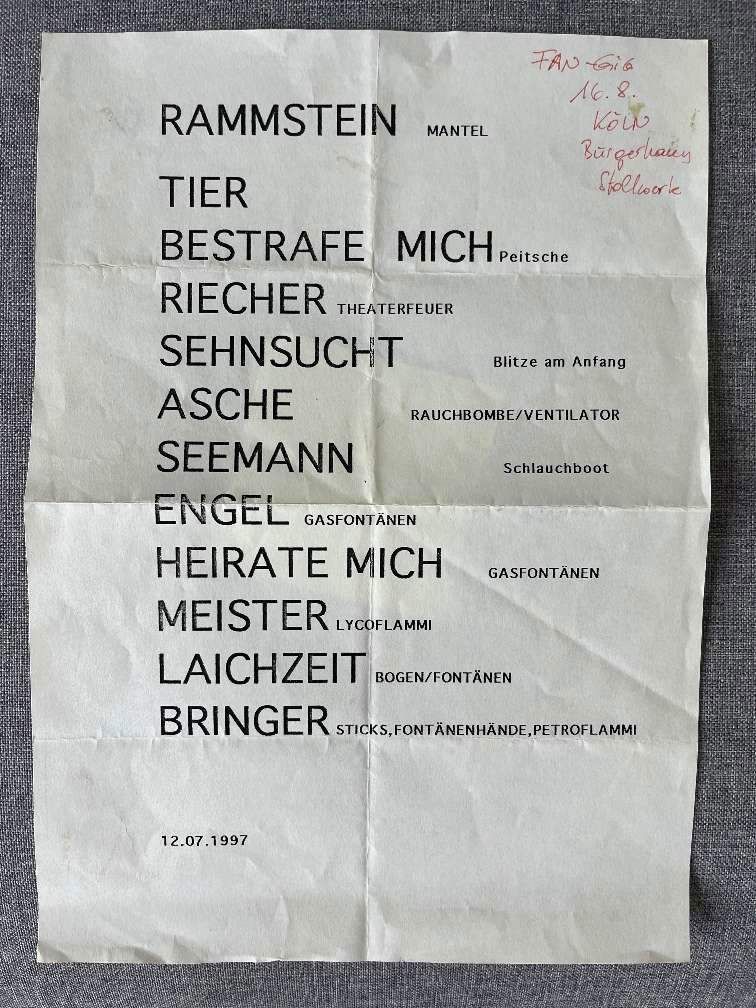 FAN-GiG
16.8.
KÖLN
Bürgerhaus
Stollwerk
RAMMSTEIN MANTEL
TIER
BESTRAFE MICH Peitsche
RIECHER THEATERFEUER
SEHNSUCHT Blitze am Anfang
ASCHE RAUCHBOMBE/VENTILATOR
SEEMANN Schlauchboot
ENGEL GASFONTÄNEN
HEIRATE MICH GASFONTÄNEN
MEISTER LYCOFLAMMI
LAICHZEIT BOGEN/FONTÄNEN
BRINGER STICKS,FONTÄNENHÄNDE,PETROFLAMMI
12.07.1997